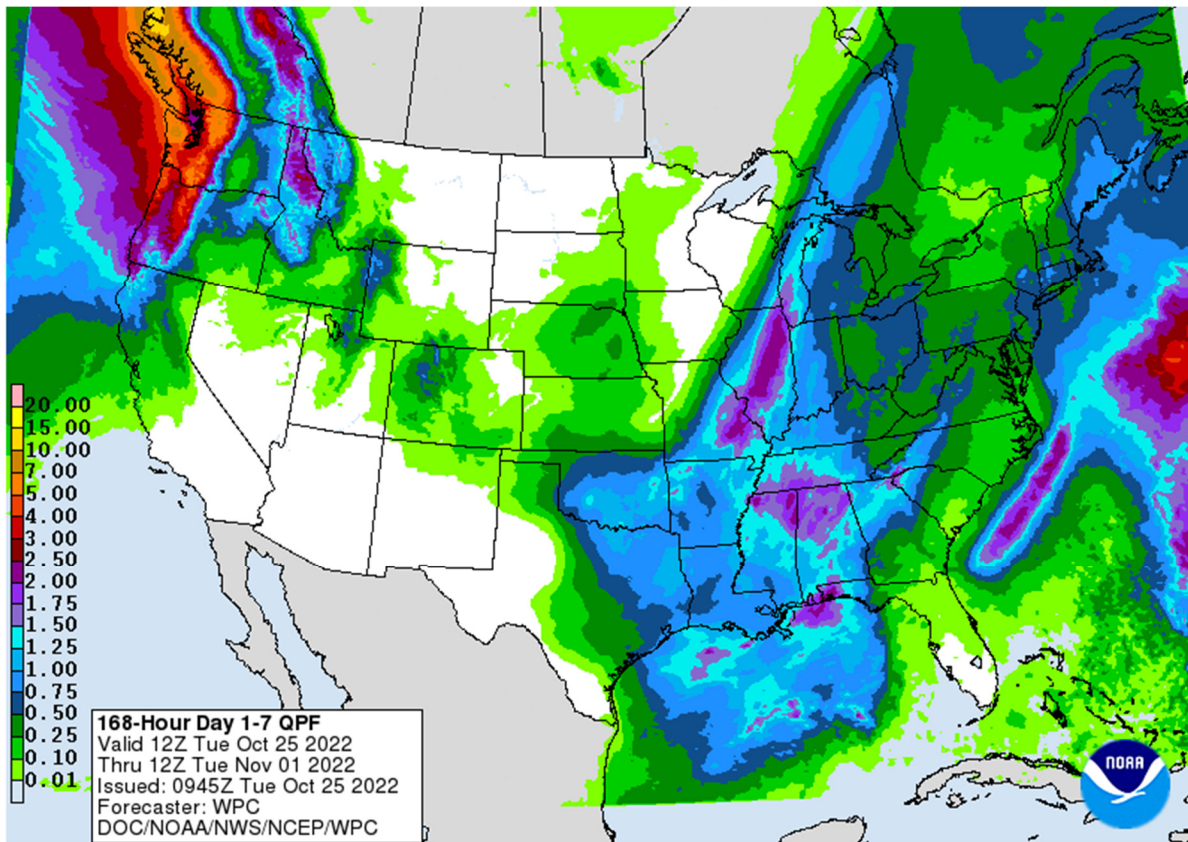 20.00
15.00
10.00
7.00
5.00
4.00
3.00
2.50
2.00
1.75
1.50
1.25
1.00
0.75
0.50
0.25
0.10
0.01
168-Hour Day 1-7 QPF
Valid 12Z Tue Oct 25 2022
Thru 12Z Tue Nov 01 2022
Issued: 0945Z Tue Oct 25 2022
Forecaster: WPC
DOC/NOAA/NWS/NCEP/WPC
NOAA